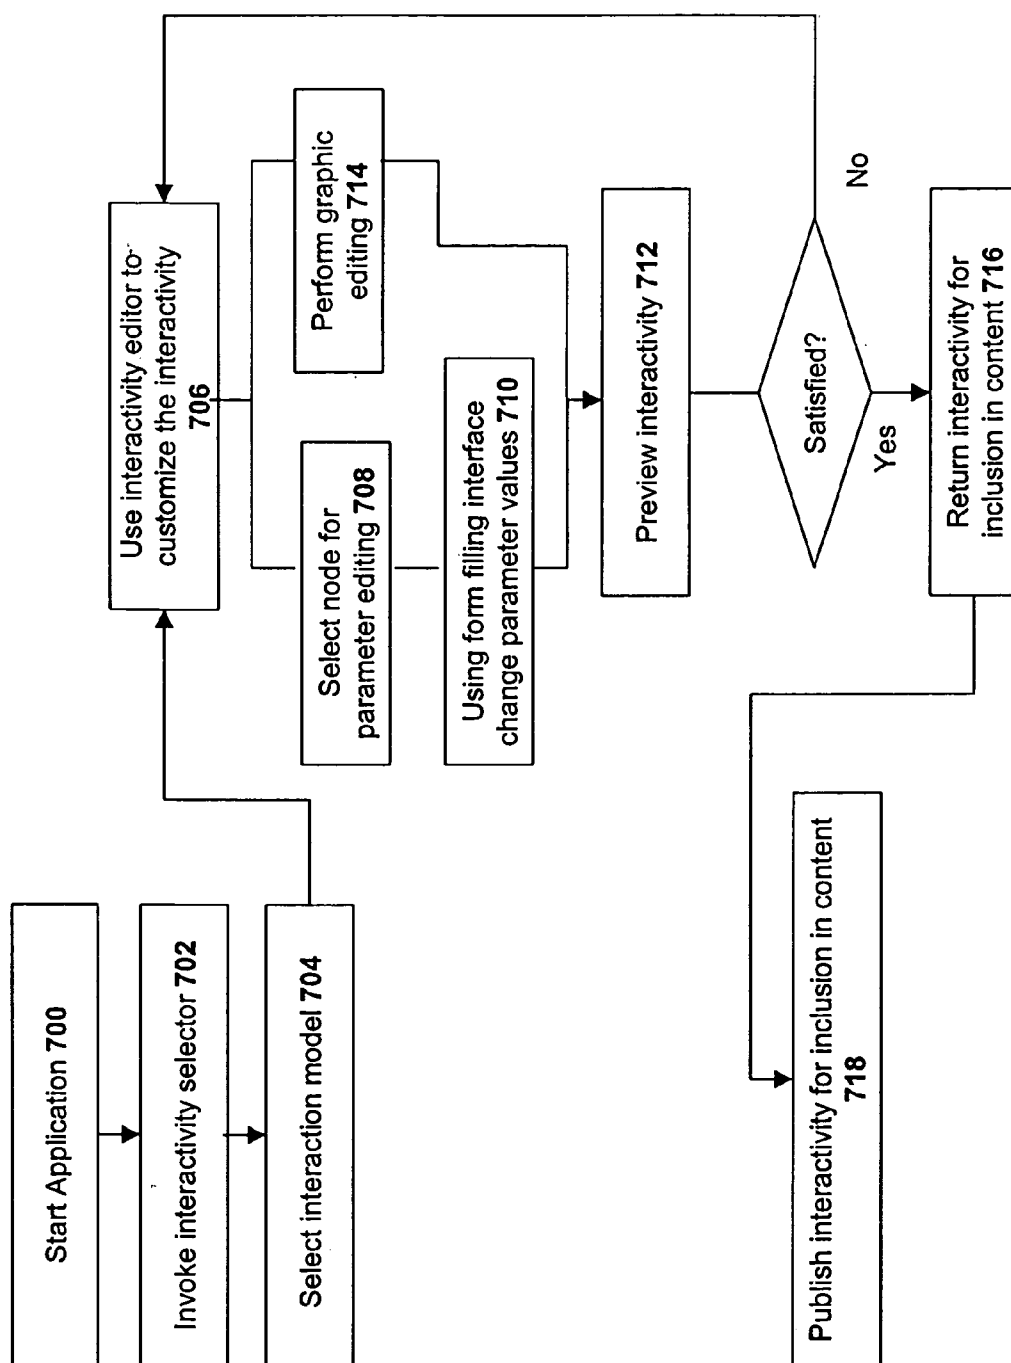 Start Application 700
Invoke interactivity selector 702
Select interaction model 704
Use interactivity editor to
customize the interactivity
706
Select node for
parameter editing 708
Using form filling interface
change parameter values 710
Perform graphic
editing 714
Preview interactivity 712
Satisfied?
No
Yes
Return interactivity for
inclusion in content 716
Publish interactivity for inclusion in content
718